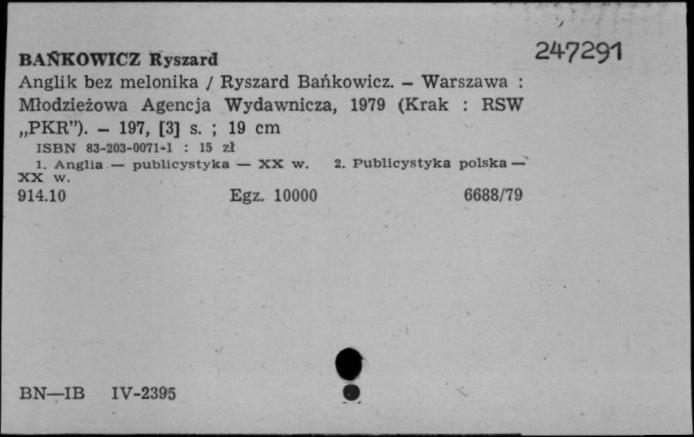 247291
BAŃKOWICZ Ryszard
Anglik bez melonika / Ryszard Bańkowicz. — Warszawa :
Młodzieżowa Agencja Wydawnicza, 1979 (Krak : RSW
„PKR”). — 197, [3] s. ; 19 cm
ISBN 83-203-0071-1 : 15 zł
1. Anglia — publicystyka — XX w. 2. Publicystyka polska —
XX w.
914.10 Egz. 10000 6688/79
BN—IB IV-2395